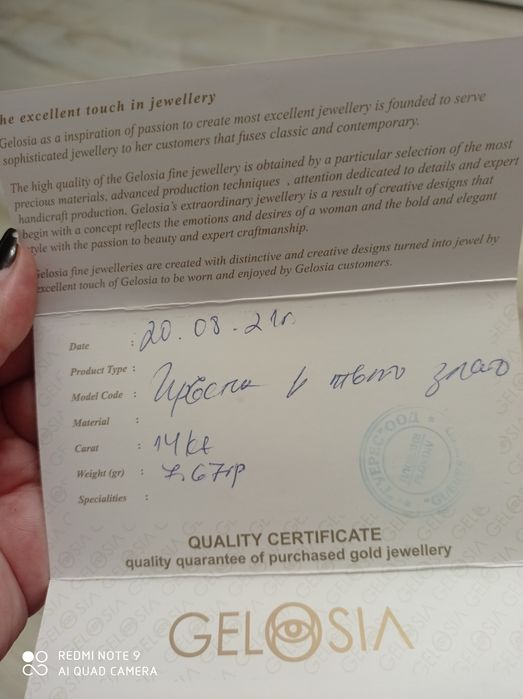 he excellent touch in jewellery
Gelosia as a inspiration of passion to create most excellent jewellery is founded to serve
sophisticated jewellery to her customers that fuses classic and contemporary.
The high quality of the Gelosia fine jewellery is obtained by a particular selection of the most
precious materials, advanced production techniques , attention dedicated to details and expert
handicraft production. Gelosia's extraordinary jewellery is a result of creative designs that
begin with a concept reflects the emotions and desires of a woman and the bold and elegant
style with the passion to beauty and expert craftmanship.
Gelosia fine jewelleries are created with distinctive and creative designs turned into jewel by
excellent touch of Gelosia to be worn and enjoyed by Gelosia customers.
Date : 20.08.21г.
Product Type :
Model Code : в злато
Material :
Carat : 14kt
Weight (gr) : 7.67гр
Specialities :
ООД
QUALITY CERTIFICATE
quality quarantee of purchased gold jewellery
GELOSIA
REDMI NOTE 9
AI QUAD CAMERA